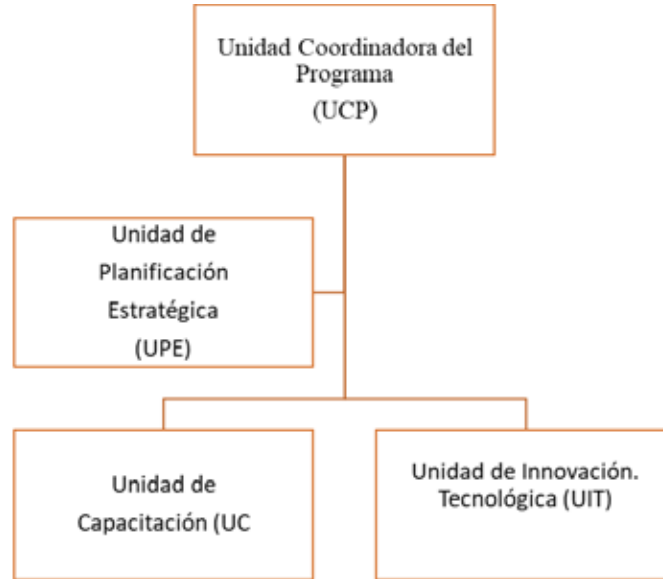 Unidad Coordinadora del
Programa
(UCP)
Unidad de
Planificación
Estratégica
(UPE)
Unidad de
Capacitación (UC
Unidad de Innovación.
Tecnológica (UIT)